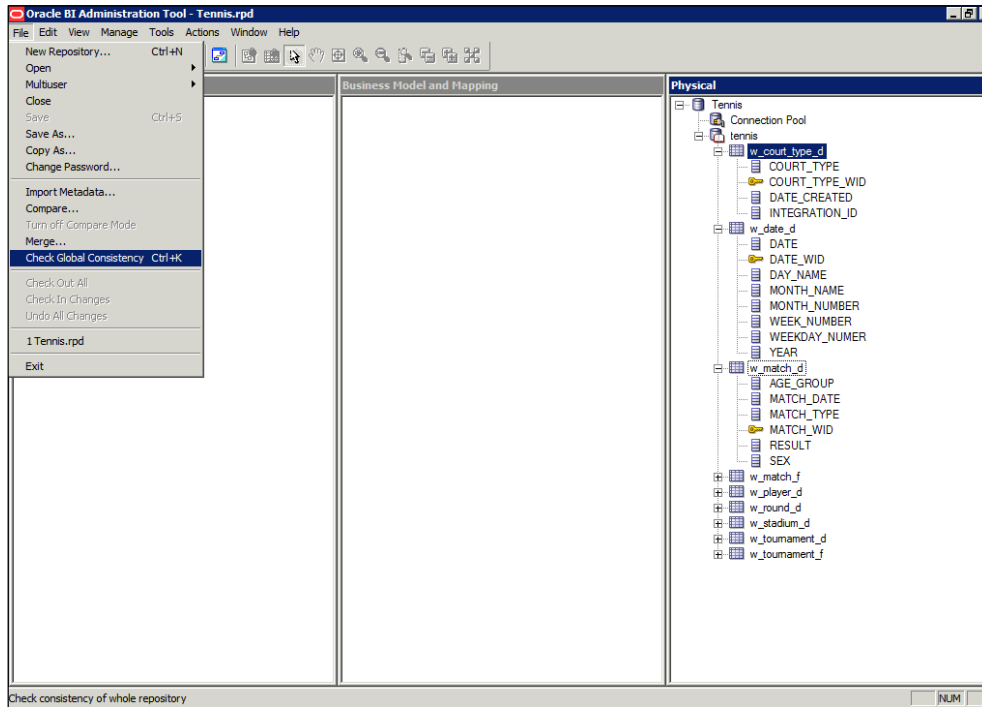 Oracle BI Administration Tool - Tennis.rpd
File Edit View Manage Tools Actions Window Help
New Repository... Ctrl+N
Open
Multiuser
Close
Save Ctrl+S
Save As...
Copy As...
Change Password...
Import Metadata...
Compare...
Turn off Compare Mode
Merge...
Check Global Consistency Ctrl+K
Check Out All
Check In Changes
Undo All Changes
1 Tennis.rpd
Exit
Business Model and Mapping
Physical
Tennis
Connection Pool
tennis
w_court_type_d
COURT_TYPE
COURT_TYPE_WID
DATE_CREATED
INTEGRATION_ID
w_date_d
DATE
DATE_WID
DAY_NAME
MONTH_NAME
MONTH_NUMBER
WEEK_NUMBER
WEEKDAY_NUMER
YEAR
w_match_d
AGE_GROUP
MATCH_DATE
MATCH_TYPE
MATCH_WID
RESULT
SEX
w_match_f
w_player_d
w_round_d
w_stadium_d
w_tournament_d
w_tournament_f
Check consistency of whole repository
NUM